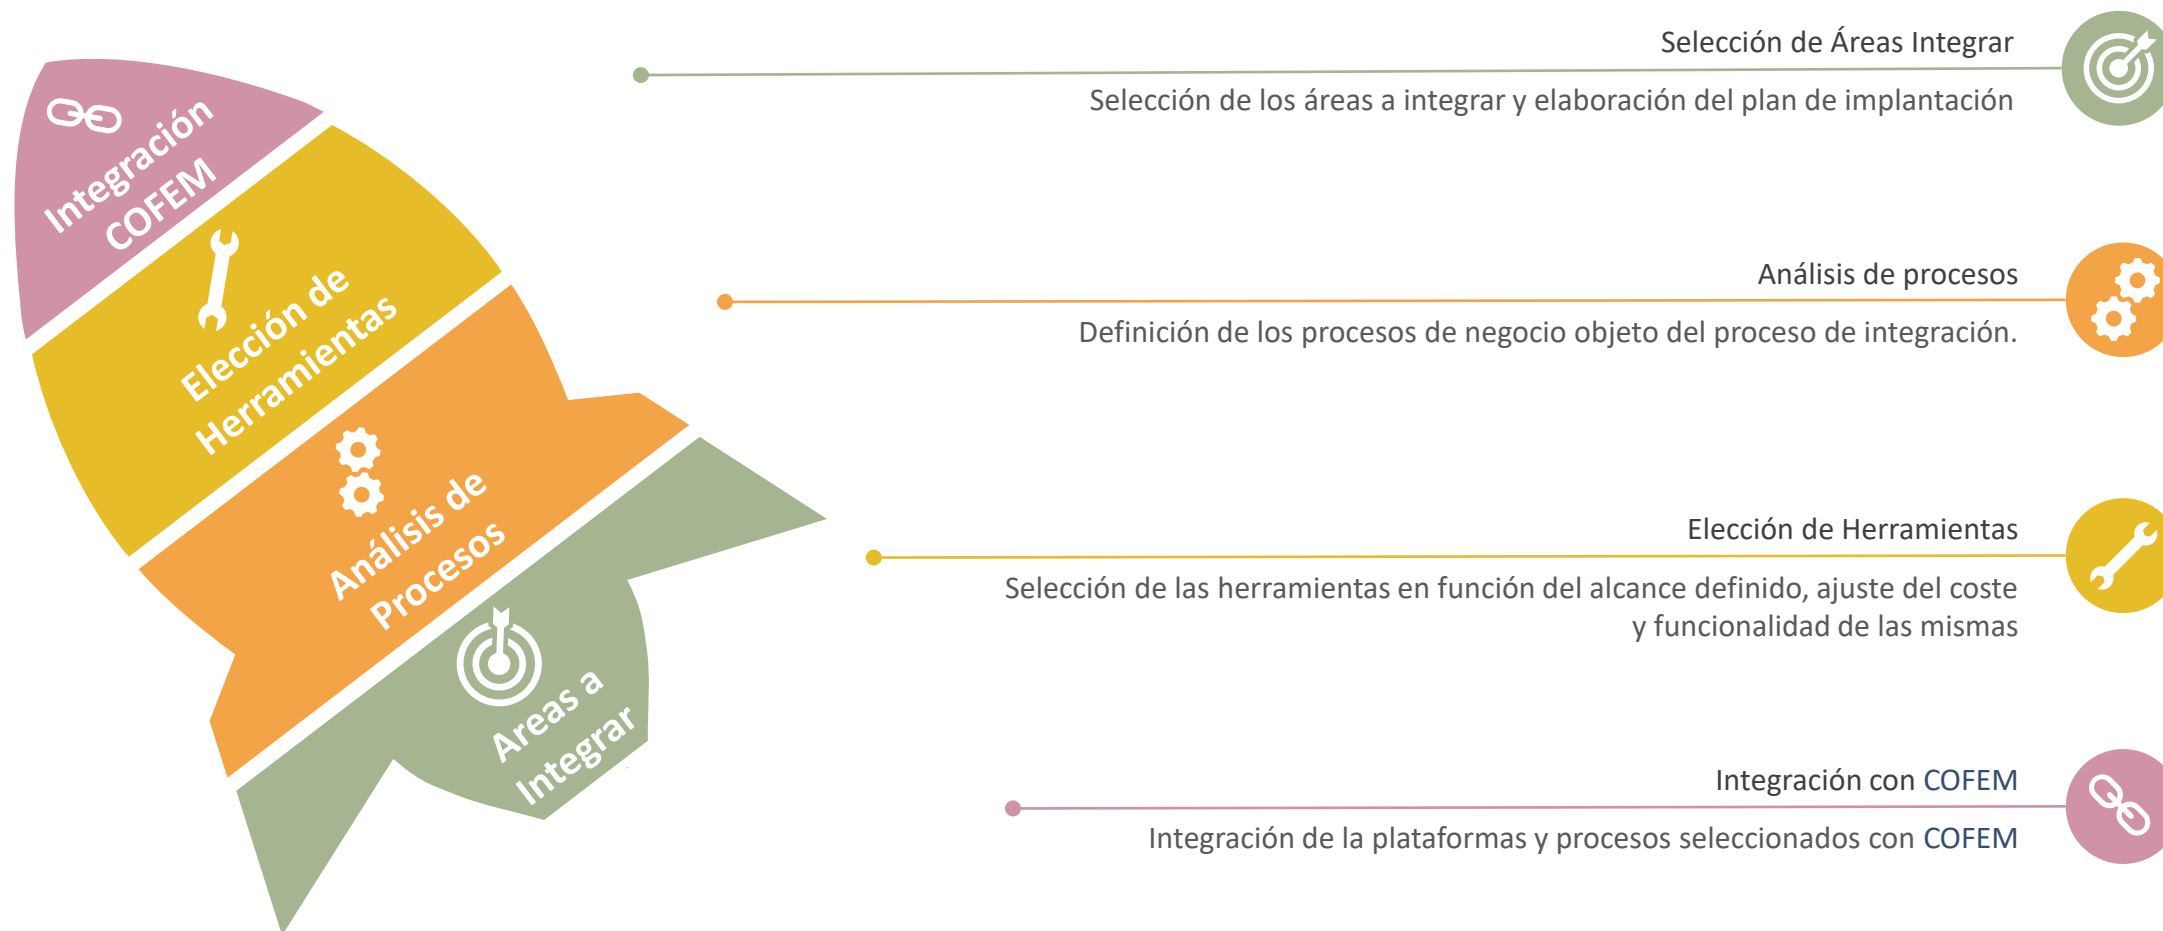 Integración
COFEM
Elección de
Herramientas
Análisis de
Procesos
Areas a
Integrar
Selección de Áreas Integrar
Selección de los áreas a integrar y elaboración del plan de implantación
Análisis de procesos
Definición de los procesos de negocio objeto del proceso de integración.
Elección de Herramientas
Selección de las herramientas en función del alcance definido, ajuste del coste
y funcionalidad de las mismas
Integración con COFEM
Integración de la plataformas y procesos seleccionados con COFEM